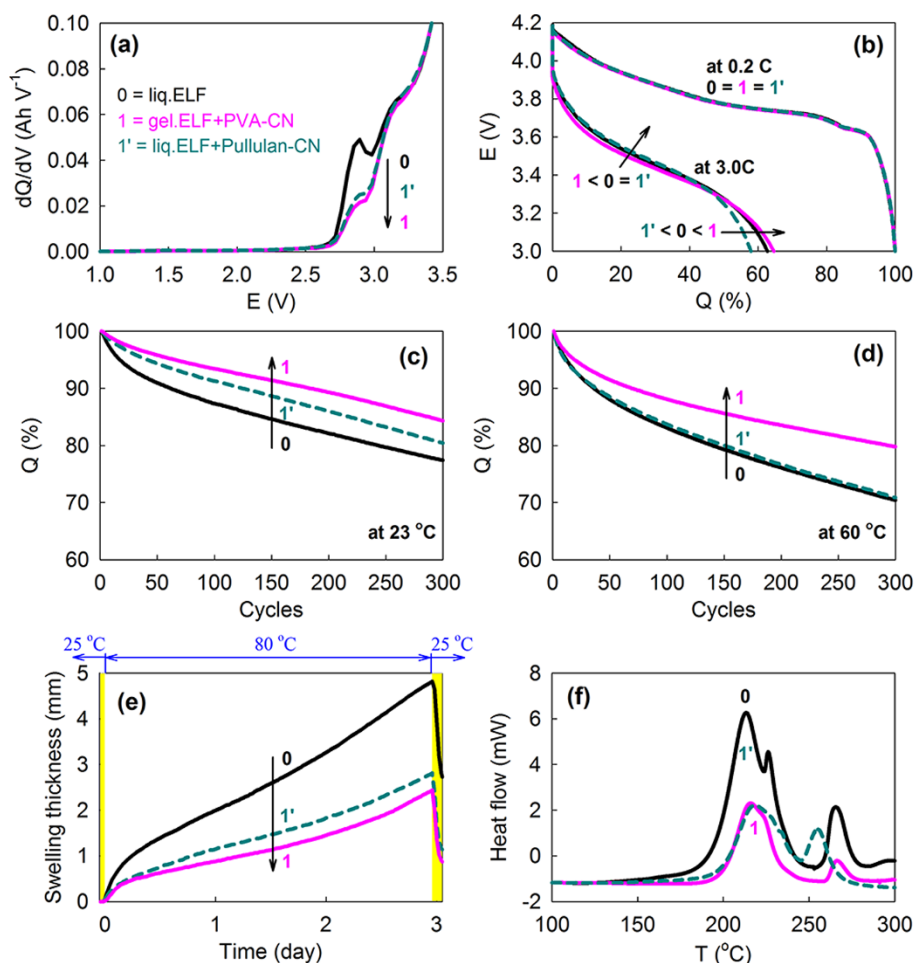 (a)
dQ/dV (Ah V⁻¹)
0.10
0.08
0.06
0.04
0.02
0.00
0 = liq.ELF
1 = gel.ELF+PVA-CN
1' = liq.ELF+Pullulan-CN
0
1'
1
1.0 1.5 2.0 2.5 3.0 3.5
E (V)
(b)
E (V)
4.2
3.9
3.6
3.3
3.0
at 0.2 C
0 = 1 = 1'
at 3.0C
1 < 0 = 1'
1' < 0 < 1
0 20 40 60 80 100
Q (%)
(c)
Q (%)
100
90
80
70
60
1
1'
0
at 23 °C
0 50 100 150 200 250 300
Cycles
(d)
Q (%)
100
90
80
70
60
1
1'
0
at 60 °C
0 50 100 150 200 250 300
Cycles
25 °C 80 °C 25 °C
(e)
Swelling thickness (mm)
5
4
3
2
1
0
0
1'
1
0 1 2 3
Time (day)
(f)
Heat flow (mW)
8
6
4
2
0
-2
0
1'
1
100 150 200 250 300
T (°C)